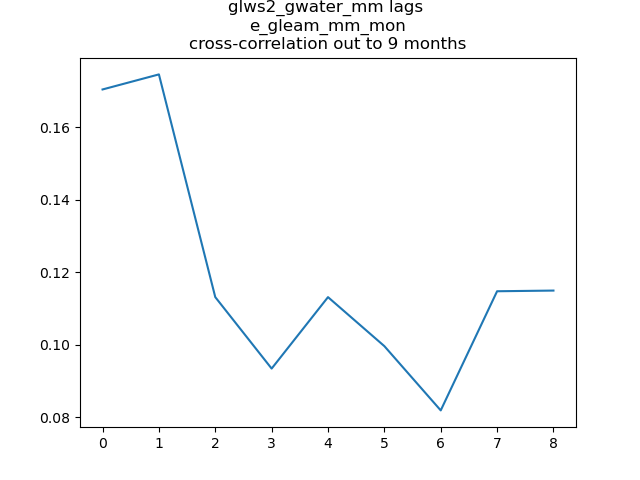 glws2_gwater_mm lags
e_gleam_mm_mon
cross-correlation out to 9 months
0.16
0.14
0.12
0.10
0.08
0 1 2 3 4 5 6 7 8